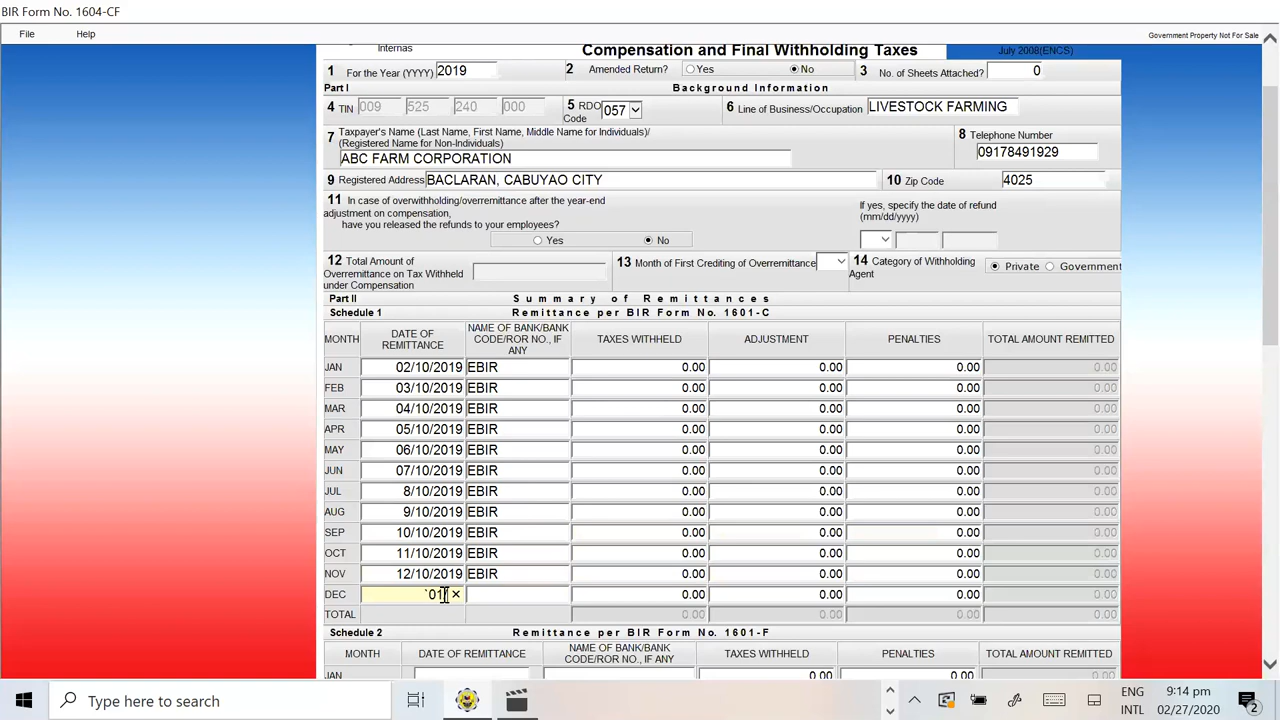 BIR Form No. 1604-CF
File Help
Government Property Not For Sale
Internas Compensation and Final Withholding Taxes July 2008(ENCS)
1 For the Year (YYYY) 2019 2 Amended Return? Yes No 3 No. of Sheets Attached? 0
Part I Background Information
4 TIN 009 525 240 000 5 RDO Code 057 6 Line of Business/Occupation LIVESTOCK FARMING
7 Taxpayer's Name (Last Name, First Name, Middle Name for Individuals)/
(Registered Name for Non-Individuals)
ABC FARM CORPORATION
8 Telephone Number
09178491929
9 Registered Address BACLARAN, CABUYAO CITY 10 Zip Code 4025
11 In case of overwithholding/overremittance after the year-end
adjustment on compensation,
have you released the refunds to your employees?
Yes No
If yes, specify the date of refund
(mm/dd/yyyy)
12 Total Amount of
Overremittance on Tax Withheld
under Compensation
13 Month of First Crediting of Overremittance
14 Category of Withholding
Agent
Private Government
Part II Summary of Remittances
Schedule 1 Remittance per BIR Form No. 1601-C
MONTH DATE OF REMITTANCE NAME OF BANK/BANK CODE/ROR NO., IF ANY TAXES WITHHELD ADJUSTMENT PENALTIES TOTAL AMOUNT REMITTED
JAN 02/10/2019 EBIR 0.00 0.00 0.00 0.00
FEB 03/10/2019 EBIR 0.00 0.00 0.00 0.00
MAR 04/10/2019 EBIR 0.00 0.00 0.00 0.00
APR 05/10/2019 EBIR 0.00 0.00 0.00 0.00
MAY 06/10/2019 EBIR 0.00 0.00 0.00 0.00
JUN 07/10/2019 EBIR 0.00 0.00 0.00 0.00
JUL 8/10/2019 EBIR 0.00 0.00 0.00 0.00
AUG 9/10/2019 EBIR 0.00 0.00 0.00 0.00
SEP 10/10/2019 EBIR 0.00 0.00 0.00 0.00
OCT 11/10/2019 EBIR 0.00 0.00 0.00 0.00
NOV 12/10/2019 EBIR 0.00 0.00 0.00 0.00
DEC `01/ 0.00 0.00 0.00 0.00
TOTAL 0.00 0.00 0.00 0.00
Schedule 2 Remittance per BIR Form No. 1601-F
MONTH DATE OF REMITTANCE NAME OF BANK/BANK CODE/ROR NO., IF ANY TAXES WITHHELD PENALTIES TOTAL AMOUNT REMITTED
JAN 0.00 0.00 0.00
Type here to search
ENG
INTL
9:14 pm
02/27/2020
2